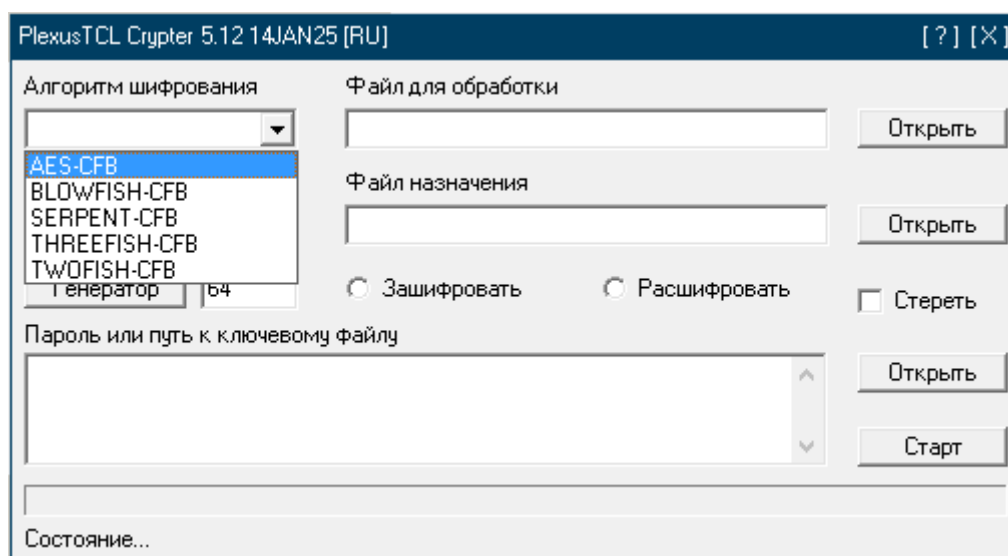 PlexusTCL Crypter 5.12 14JAN25 [RU] [ ? ] [X]
Алгоритм шифрования
Файл для обработки
Открыть
AES-CFB
BLOWFISH-CFB
SERPENT-CFB
THREEFISH-CFB
TWOFISH-CFB
Файл назначения
Открыть
Генератор 64
Зашифровать Расшифровать
Стереть
Пароль или путь к ключевому файлу
Открыть
Старт
Состояние...